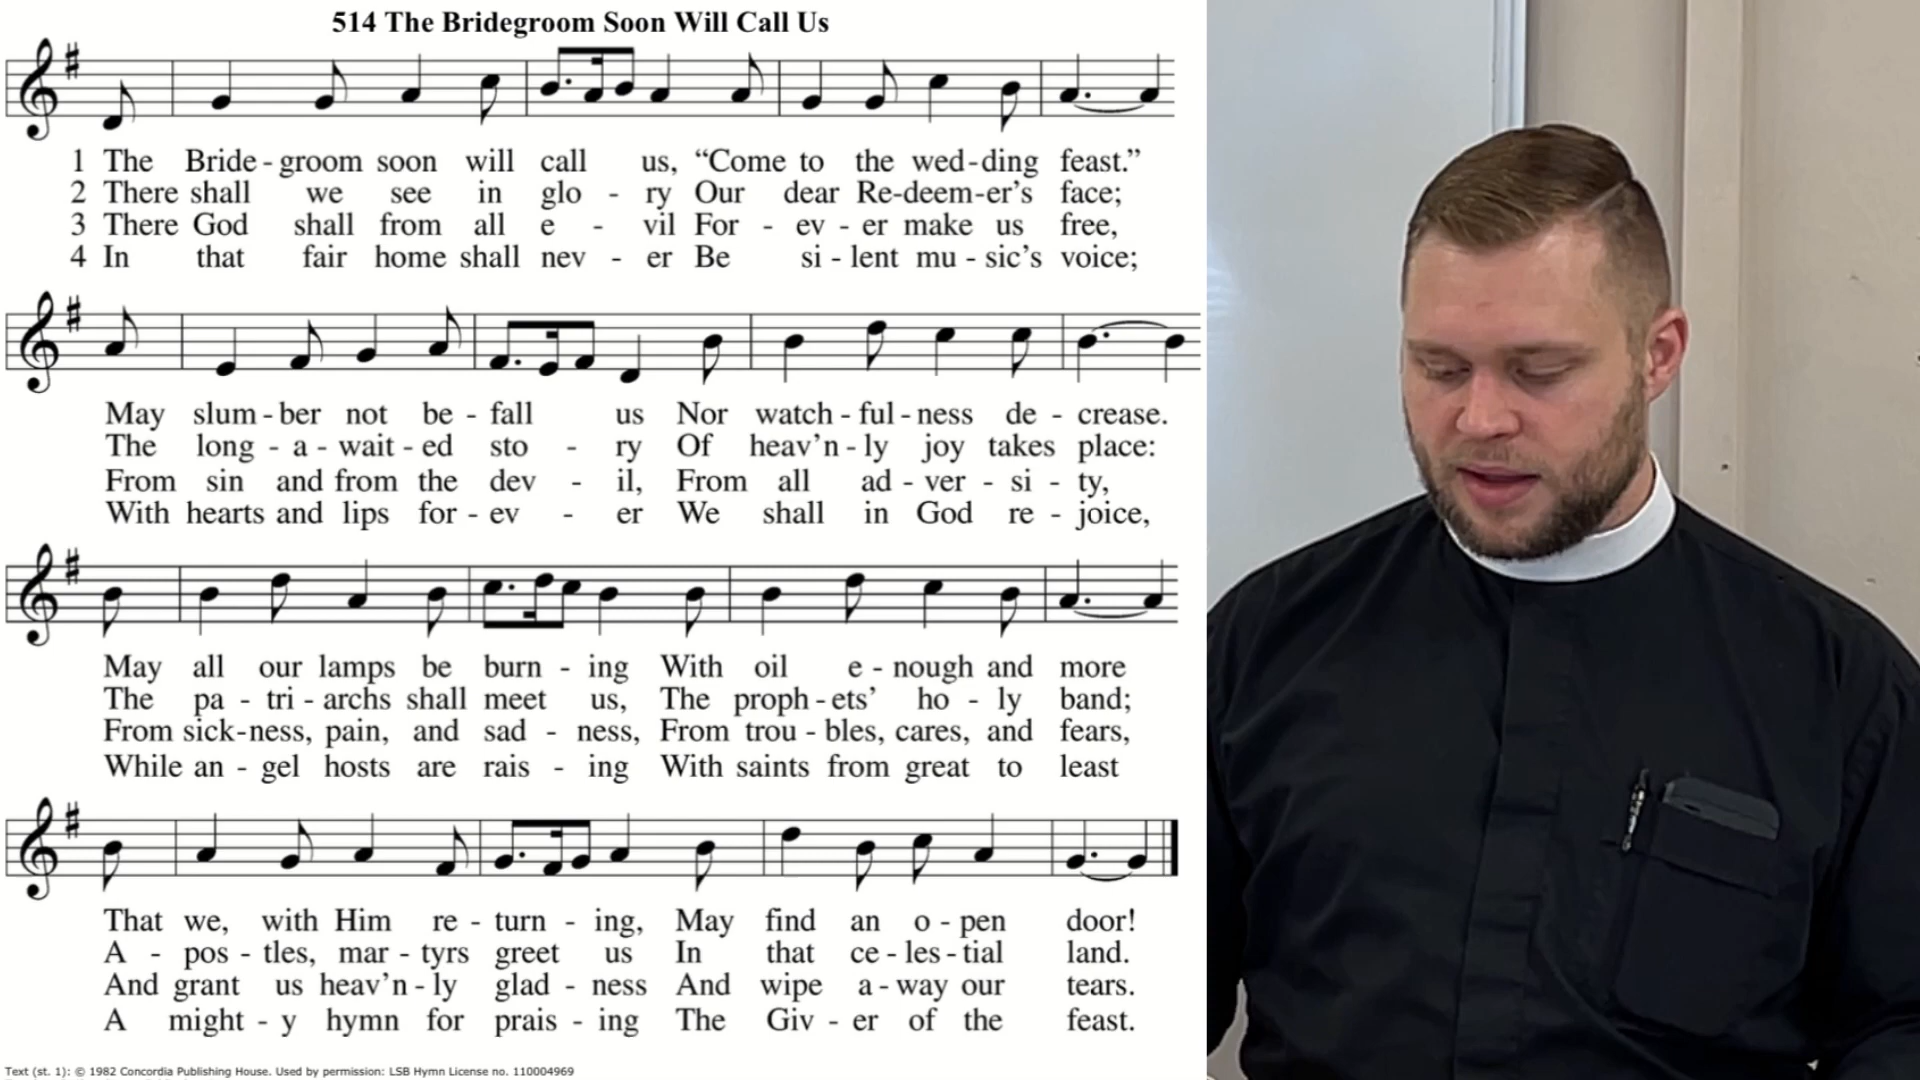 514 The Bridegroom Soon Will Call Us
1 The Bride - groom soon will call us, “Come to the wed - ding feast.”
2 There shall we see in glo - ry Our dear Re - deem - er’s face;
3 There God shall from all e - vil For - ev - er make us free,
4 In that fair home shall nev - er Be si - lent mu - sic’s voice;
May slum - ber not be - fall us Nor watch - ful - ness de - crease.
The long - a - wait - ed sto - ry Of heav’n - ly joy takes place:
From sin and from the dev - il, From all ad - ver - si - ty,
With hearts and lips for - ev - er We shall in God re - joice,
May all our lamps be burn - ing With oil e - nough and more
The pa - tri - archs shall meet us, The proph - ets’ ho - ly band;
From sick - ness, pain, and sad - ness, From trou - bles, cares, and fears,
While an - gel hosts are rais - ing With saints from great to least
That we, with Him re - turn - ing, May find an o - pen door!
A - pos - tles, mar - tyrs greet us In that ce - les - tial land.
And grant us heav’n - ly glad - ness And wipe a - way our tears.
A might - y hymn for prais - ing The Giv - er of the feast.
Text (st. 1): © 1982 Concordia Publishing House. Used by permission: LSB Hymn License no. 110004969